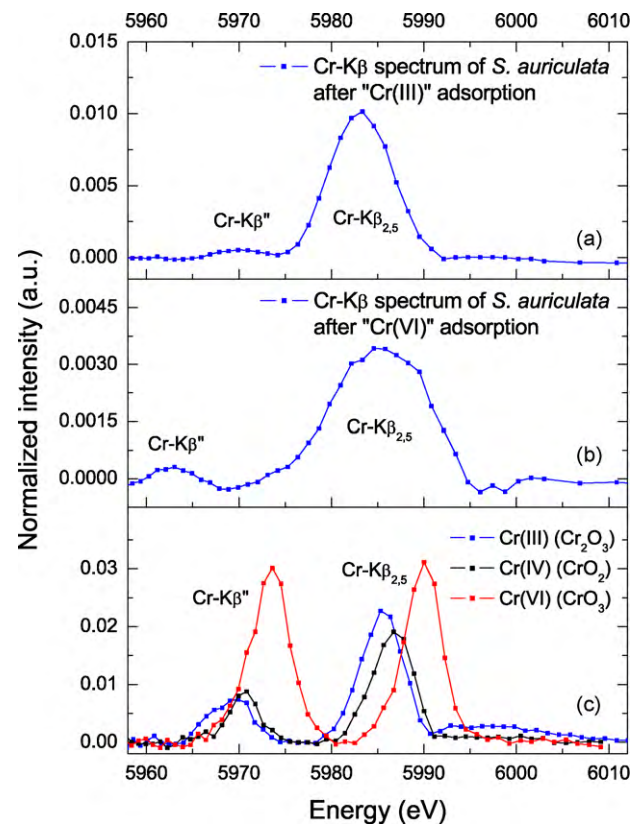 5960 5970 5980 5990 6000 6010
0.015
0.010
0.005
0.000
Cr-Kβ spectrum of S. auriculata
after "Cr(III)" adsorption
Cr-Kβ"
Cr-Kβ2,5
(a)
0.0045
0.0030
0.0015
0.0000
Cr-Kβ spectrum of S. auriculata
after "Cr(VI)" adsorption
Cr-Kβ"
Cr-Kβ2,5
(b)
Normalized intensity (a.u.)
0.03
0.02
0.01
0.00
Cr-Kβ"
Cr-Kβ2,5
Cr(III) (Cr2O3)
Cr(IV) (CrO2)
Cr(VI) (CrO3)
(c)
5960 5970 5980 5990 6000 6010
Energy (eV)